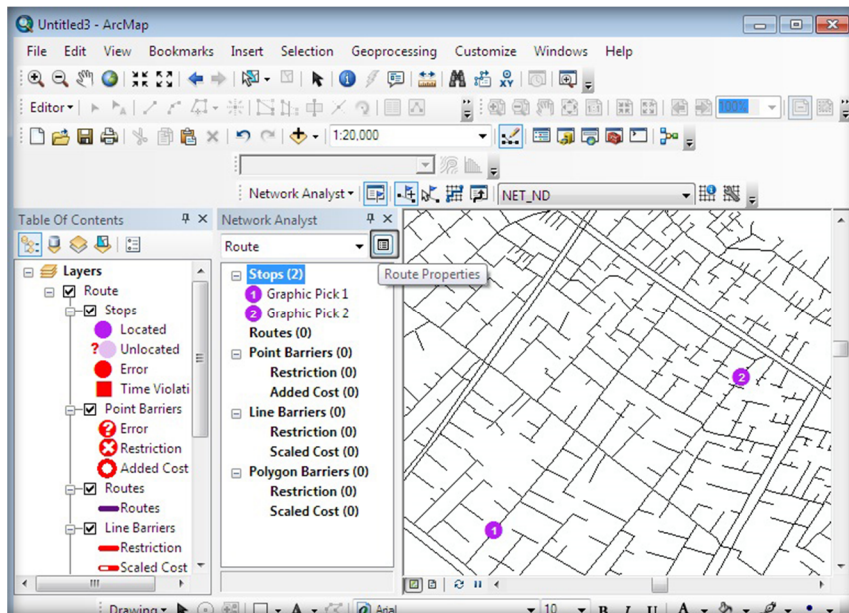 Untitled3 - ArcMap
File Edit View Bookmarks Insert Selection Geoprocessing Customize Windows Help
Editor
100%
1:20,000
Network Analyst NET_ND
Table Of Contents
Layers
Route
Stops
Located
? Unlocated
Error
Time Violati
Point Barriers
? Error
Restriction
Added Cost
Routes
Routes
Line Barriers
Restriction
Scaled Cost
Network Analyst
Route
Route Properties
Stops (2)
1 Graphic Pick 1
2 Graphic Pick 2
Routes (0)
Point Barriers (0)
Restriction (0)
Added Cost (0)
Line Barriers (0)
Restriction (0)
Scaled Cost (0)
Polygon Barriers (0)
Restriction (0)
Scaled Cost (0)
2
1
Drawing A Arial 10 B I U A